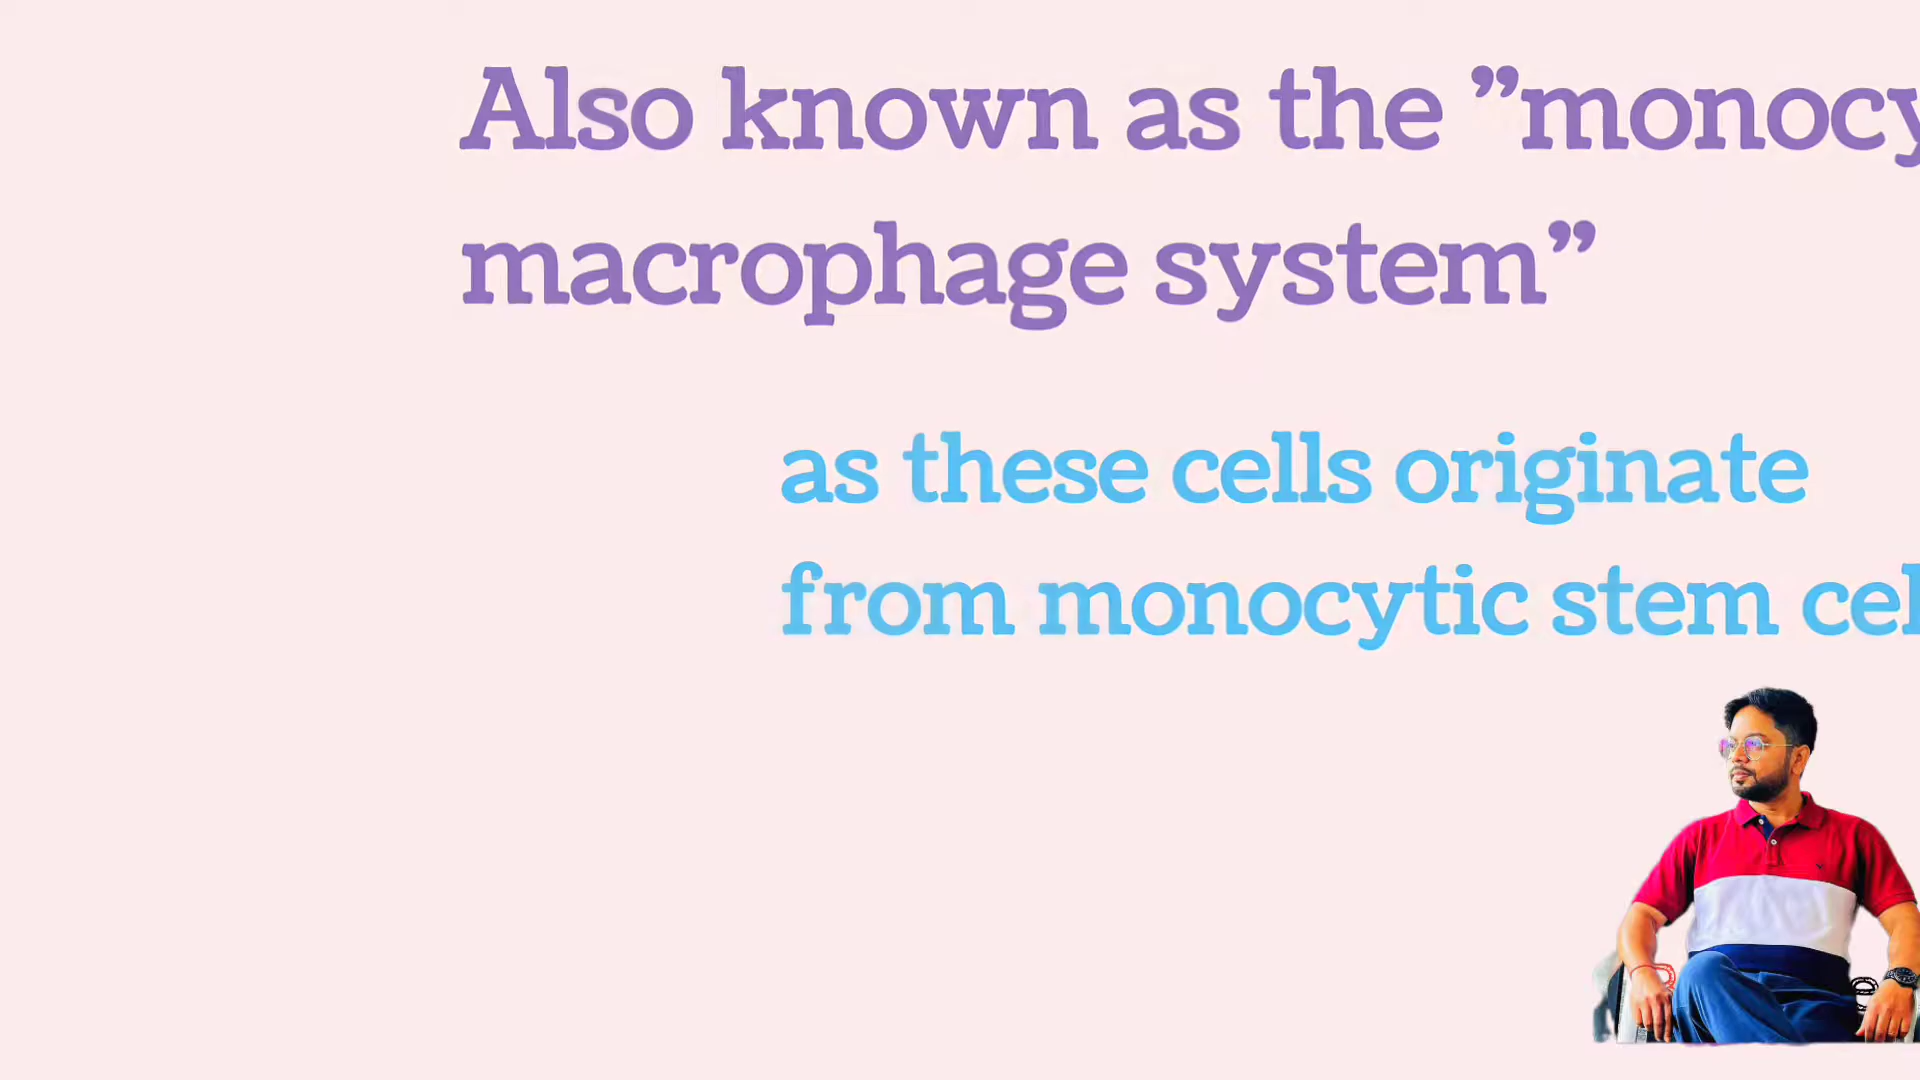 Also known as the ”monocy
macrophage system”
as these cells originate
from monocytic stem cel